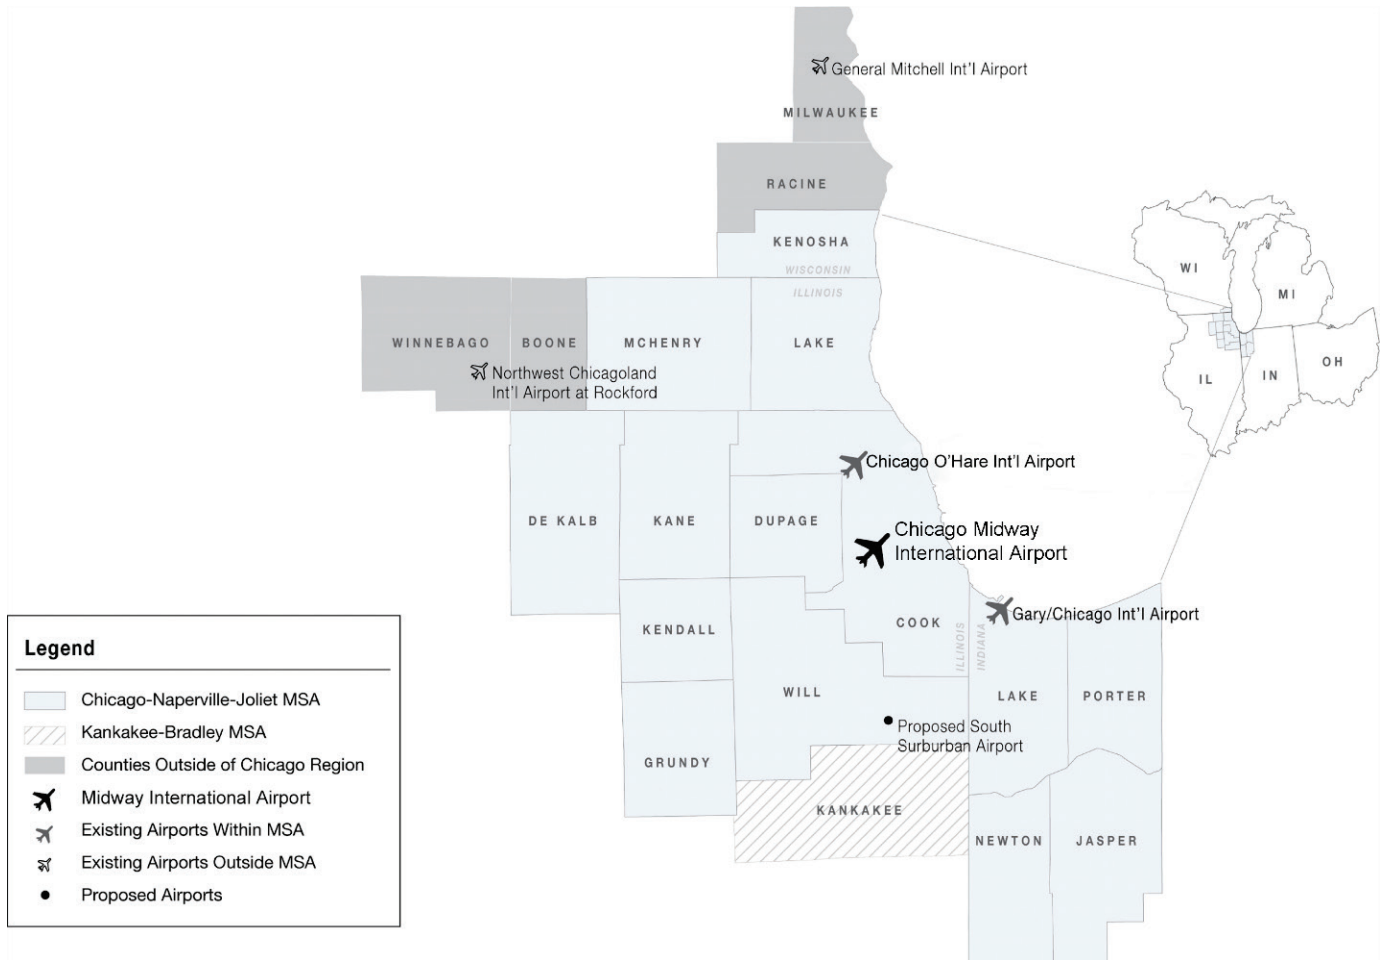 General Mitchell Int'l Airport
MILWAUKEE
RACINE
KENOSHA
WISCONSIN
ILLINOIS
WINNEBAGO
BOONE
MCHENRY
LAKE
Northwest Chicagoland
Int'l Airport at Rockford
WI
MI
IL
IN
OH
Chicago O'Hare Int'l Airport
DE KALB
KANE
DUPAGE
Chicago Midway
International Airport
Gary/Chicago Int'l Airport
COOK
KENDALL
ILLINOIS
INDIANA
WILL
LAKE
PORTER
Proposed South
Surburban Airport
GRUNDY
KANKAKEE
NEWTON
JASPER
Legend
Chicago-Naperville-Joliet MSA
Kankakee-Bradley MSA
Counties Outside of Chicago Region
Midway International Airport
Existing Airports Within MSA
Existing Airports Outside MSA
Proposed Airports